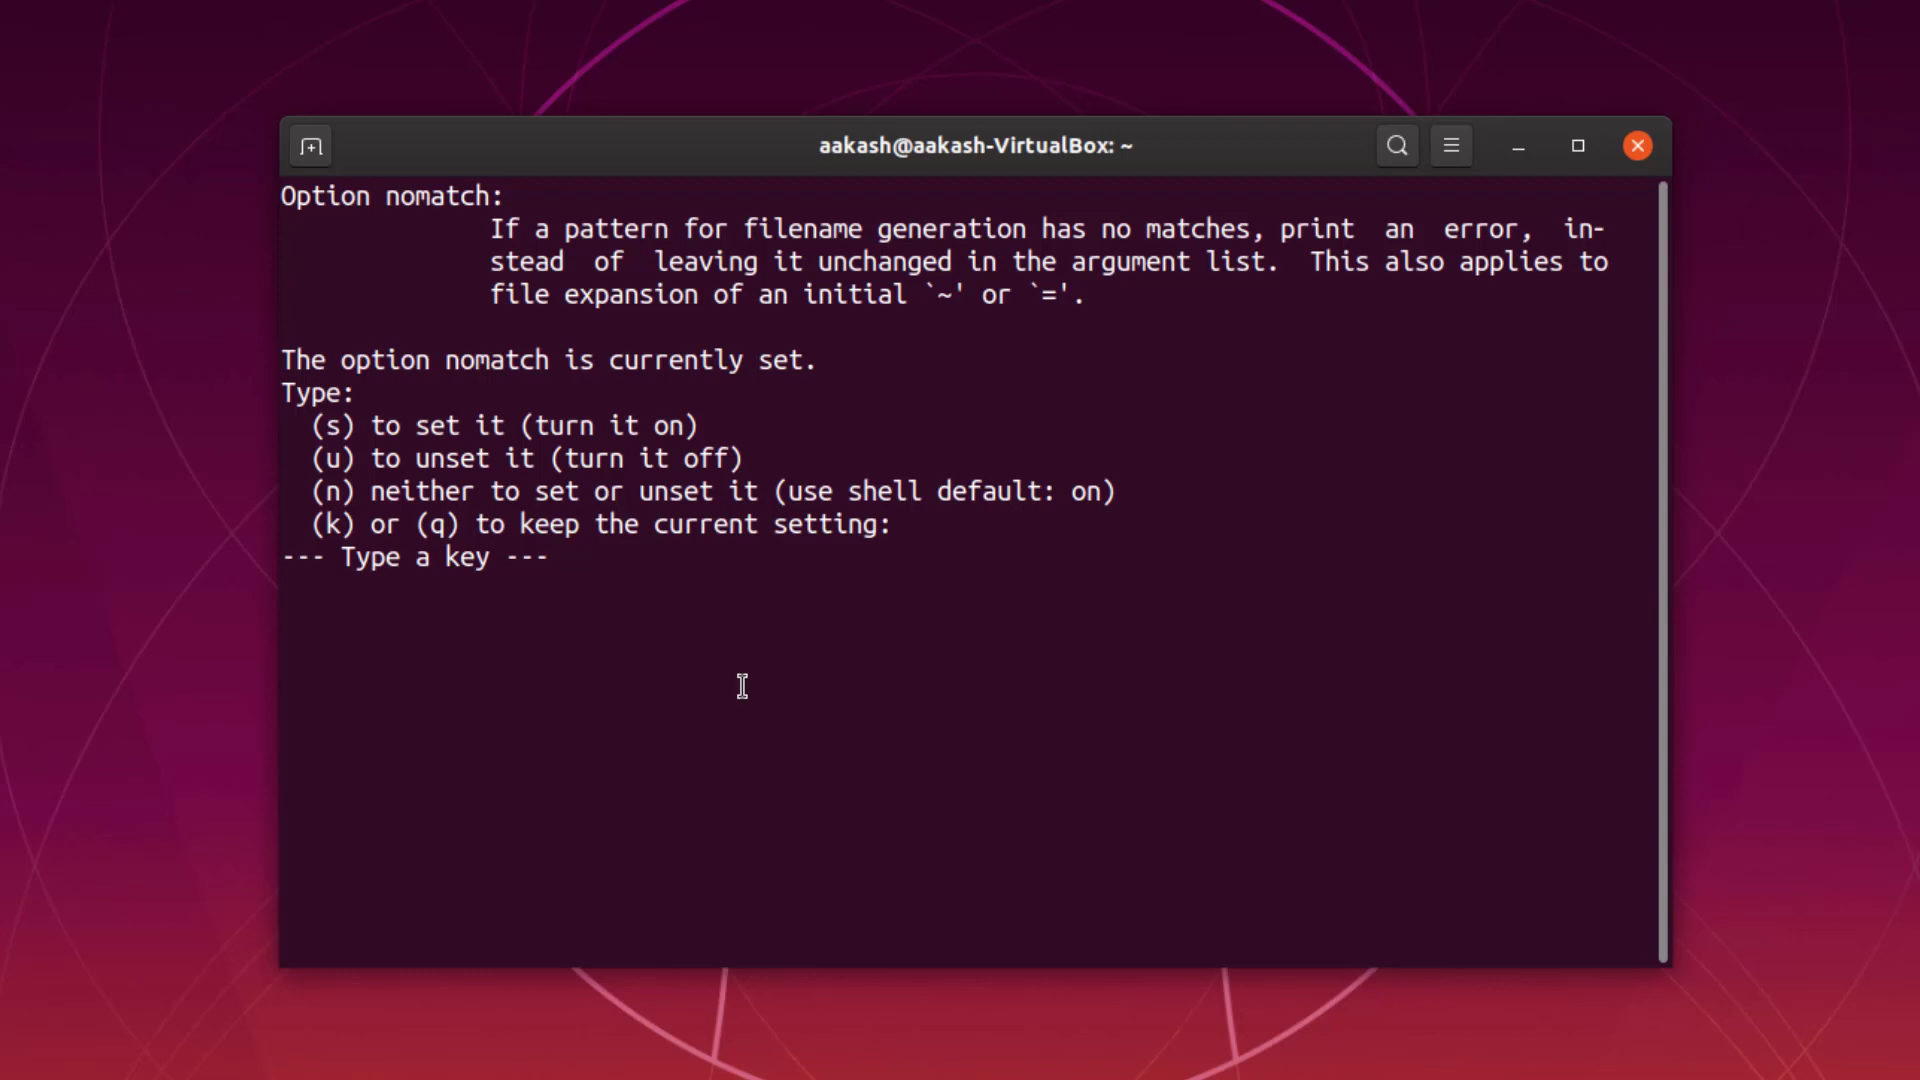 aakash@aakash-VirtualBox: ~
Option nomatch:
If a pattern for filename generation has no matches, print  an  error,  in-
stead  of  leaving it unchanged in the argument list.  This also applies to
file expansion of an initial `~' or `='.
The option nomatch is currently set.
Type:
(s) to set it (turn it on)
(u) to unset it (turn it off)
(n) neither to set or unset it (use shell default: on)
(k) or (q) to keep the current setting:
--- Type a key ---